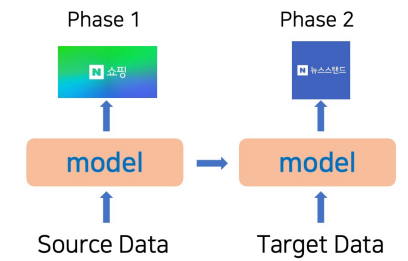 Phase 1
Phase 2
N 쇼핑
N 뉴스스탠드
model
model
Source Data
Target Data